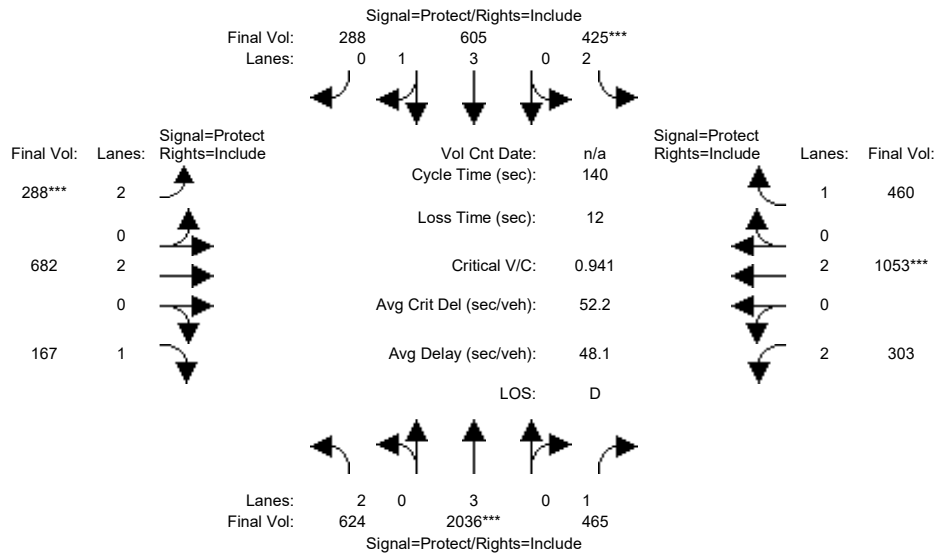 Signal=Protect/Rights=Include
Final Vol: 288 605 425***
Lanes: 0 1 3 0 2
Signal=Protect Signal=Protect
Final Vol: Lanes: Rights=Include Vol Cnt Date: n/a Rights=Include Lanes: Final Vol:
Cycle Time (sec): 140
288*** 2 1 460
Loss Time (sec): 12
0 0
682 2 Critical V/C: 0.941 2 1053***
0 Avg Crit Del (sec/veh): 52.2 0
167 1 Avg Delay (sec/veh): 48.1 2 303
LOS: D
Lanes: 2 0 3 0 1
Final Vol: 624 2036*** 465
Signal=Protect/Rights=Include